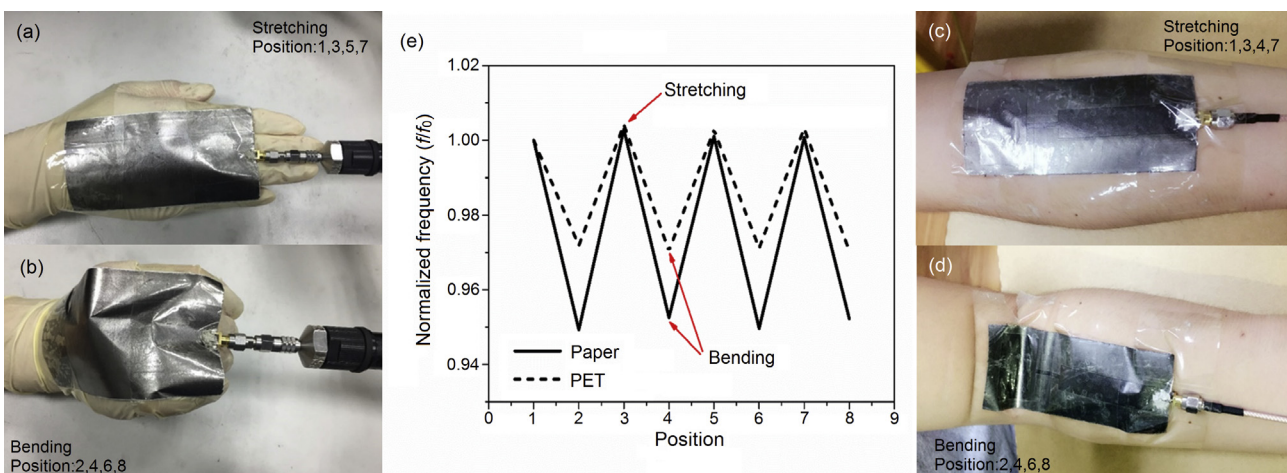 (a)
Stretching
Position:1,3,5,7
(b)
Bending
Position:2,4,6,8
(e)
1.02
1.00
0.98
0.96
0.94
Normalized frequency (f/f0)
Stretching
Bending
Paper
PET
0 1 2 3 4 5 6 7 8 9
Position
(c)
Stretching
Position:1,3,4,7
(d)
Bending
Position:2,4,6,8